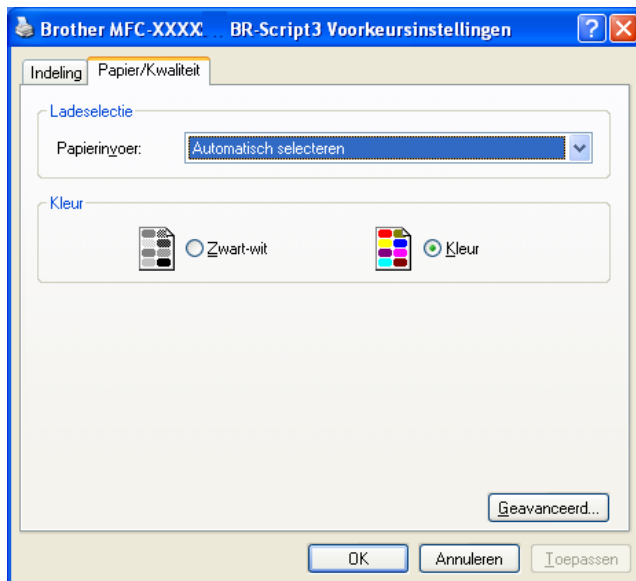 Brother MFC-XXXX... BR-Script3 Voorkeursinstellingen
Indeling
Papier/Kwaliteit
Ladeselectie
Papierinvoer:
Automatisch selecteren
Kleur
Zwart-wit
Kleur
Geavanceerd...
OK
Annuleren
Toepassen